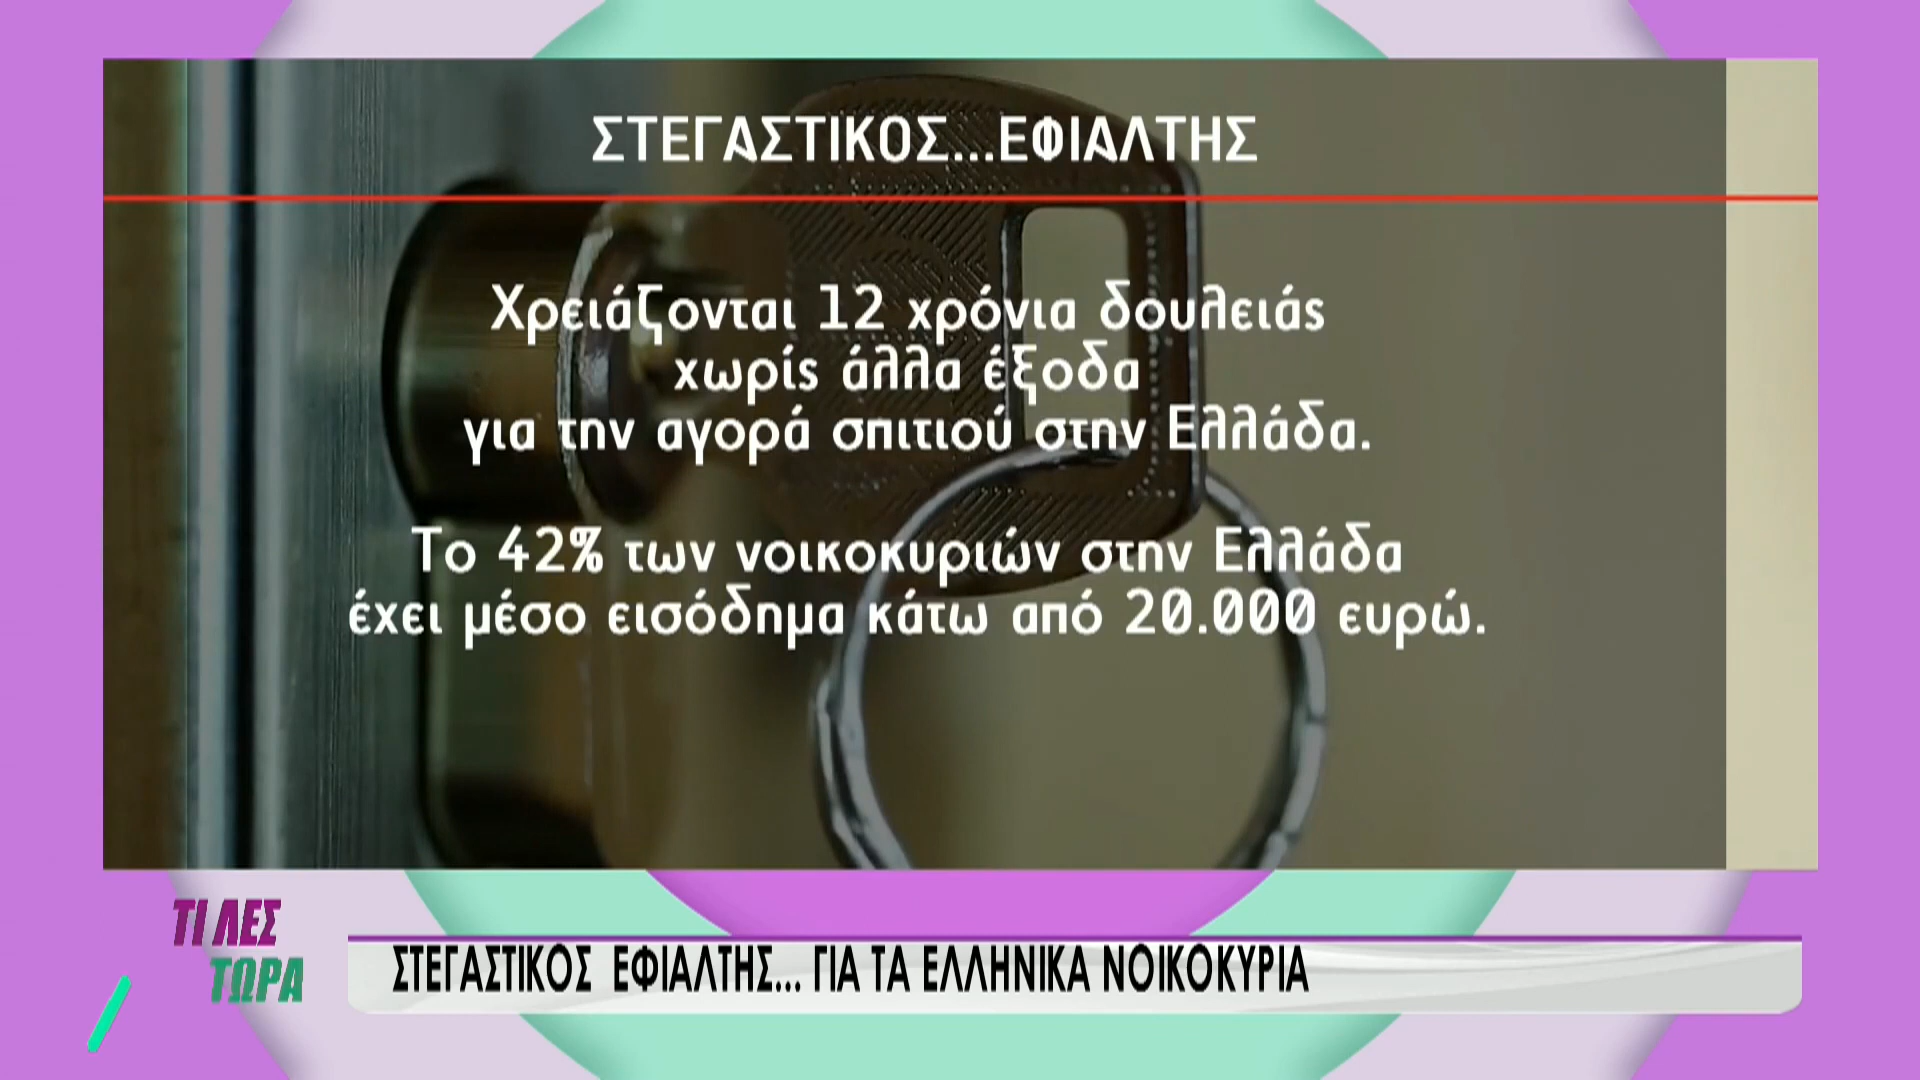 ΣΤΕΓΑΣΤΙΚΟΣ...ΕΦΙΑΛΤΗΣ
Χρειάζονται 12 χρόνια δουλειάς
χωρίς άλλα έξοδα
για την αγορά σπιτιού στην Ελλάδα.
Το 42% των νοικοκυριών στην Ελλάδα
έχει μέσο εισόδημα κάτω από 20.000 ευρώ.
ΤΙ ΛΕΣ
ΤΩΡΑ
ΣΤΕΓΑΣΤΙΚΟΣ ΕΦΙΑΛΤΗΣ... ΓΙΑ ΤΑ ΕΛΛΗΝΙΚΑ ΝΟΙΚΟΚΥΡΙΑ